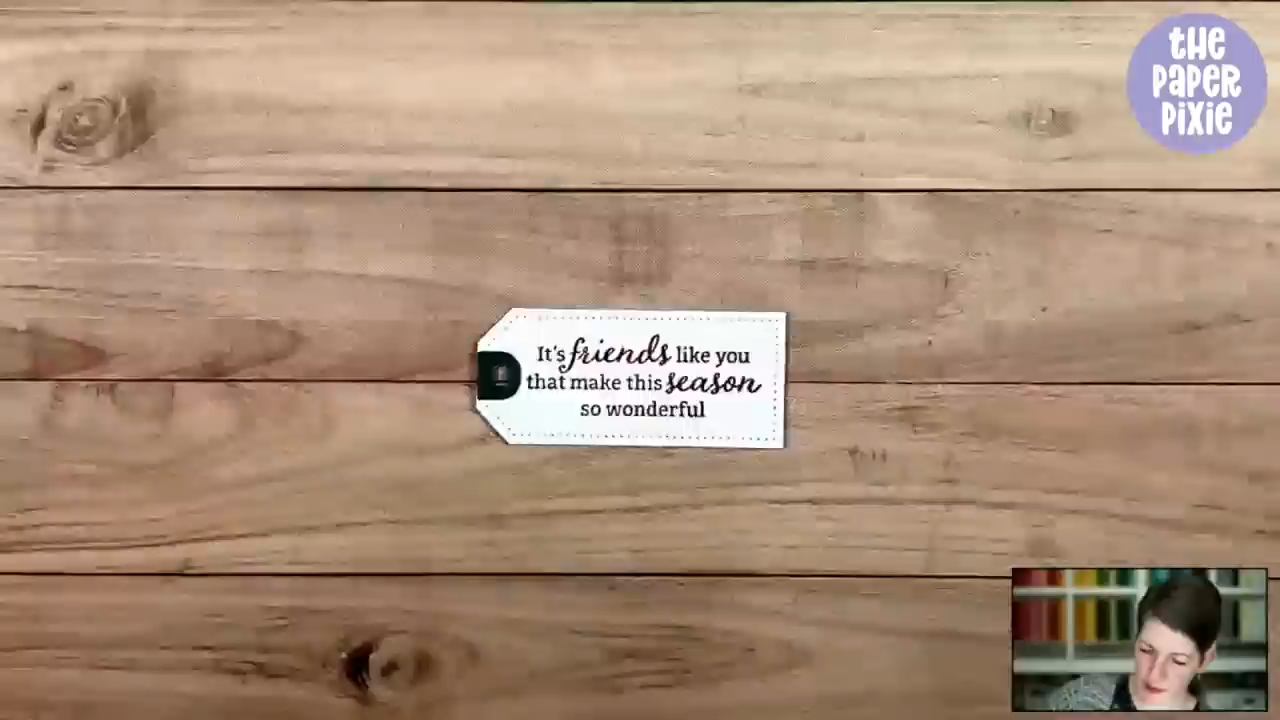 the
paper
pixie
It's friends like you
that make this season
so wonderful